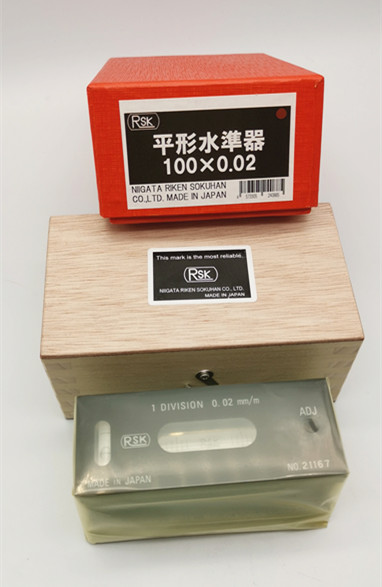 RSK
平形水準器
100×0.02
NIIGATA RIKEN SOKUHAN
CO.,LTD. MADE IN JAPAN
This mark is the most reliable.
RSK
NIIGATA RIKEN SOKUHAN CO., LTD.
MADE IN JAPAN
1 DIVISION 0.02 mm/m
RSK
ADJ
MADE IN JAPAN
NO.21167